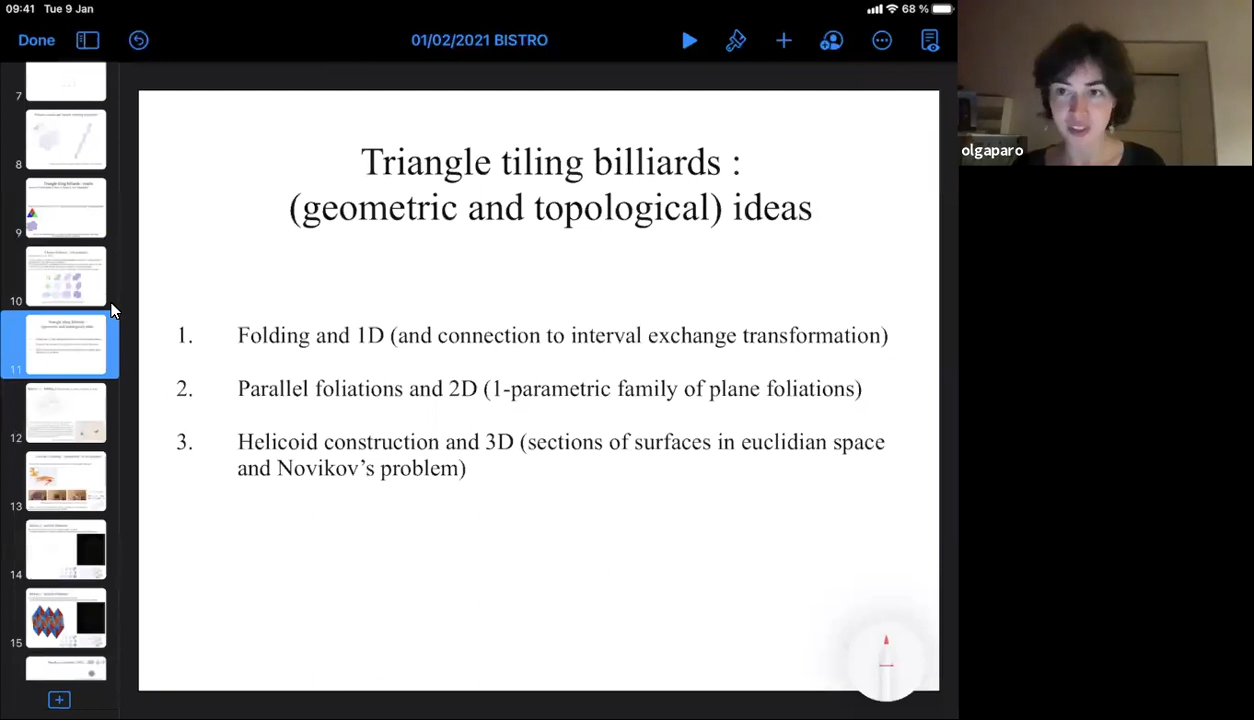 09:41 Tue 9 Jan
68 %
Done
01/02/2021 BISTRO
olgaparo
Triangle tiling billiards :
(geometric and topological) ideas
1. Folding and 1D (and connection to interval exchange transformation)
2. Parallel foliations and 2D (1-parametric family of plane foliations)
3. Helicoid construction and 3D (sections of surfaces in euclidian space
and Novikov's problem)
7
8
9
10
11
12
13
14
15